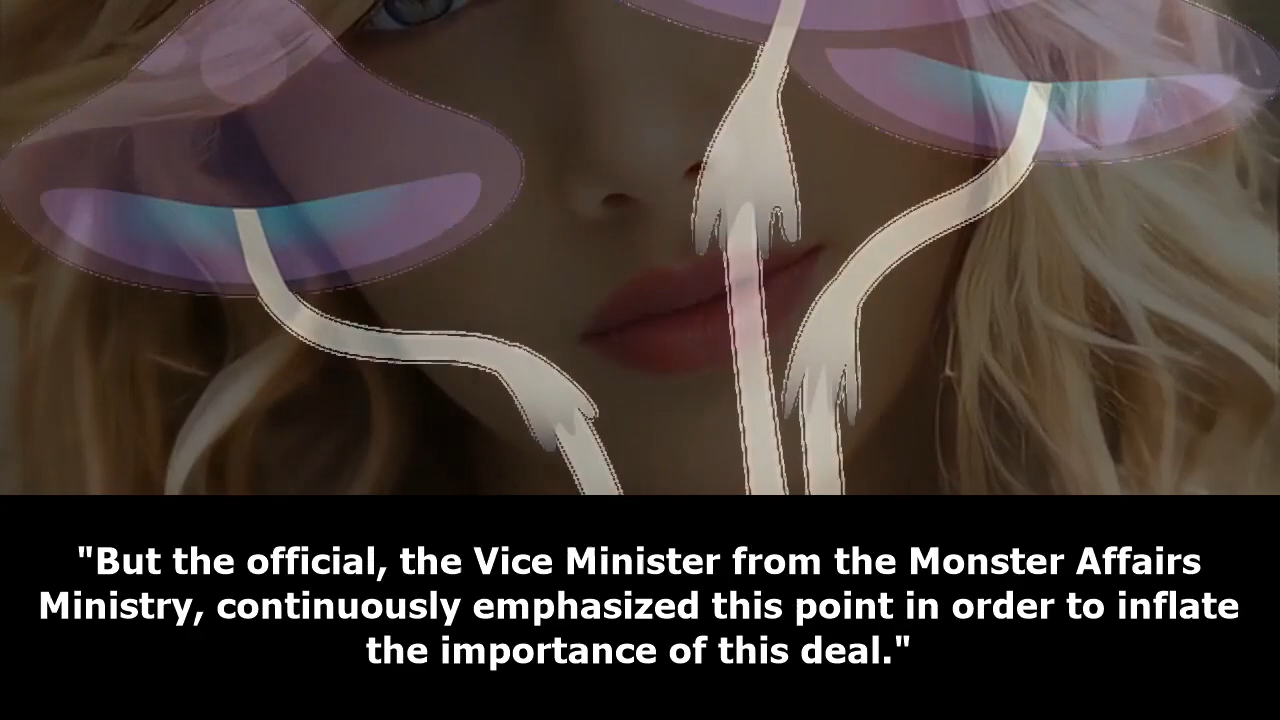 "But the official, the Vice Minister from the Monster Affairs
Ministry, continuously emphasized this point in order to inflate
the importance of this deal."